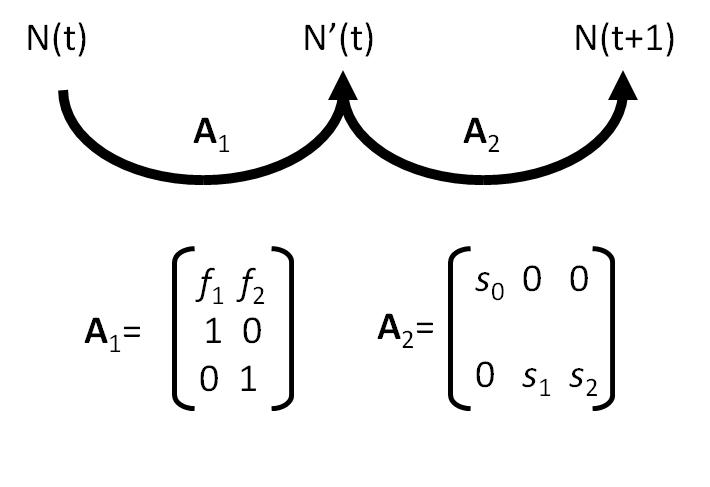 N(t) N’(t) N(t+1)
A₁ A₂
A₁= f₁ f₂
1 0
0 1
A₂= s₀ 0 0
0 s₁ s₂